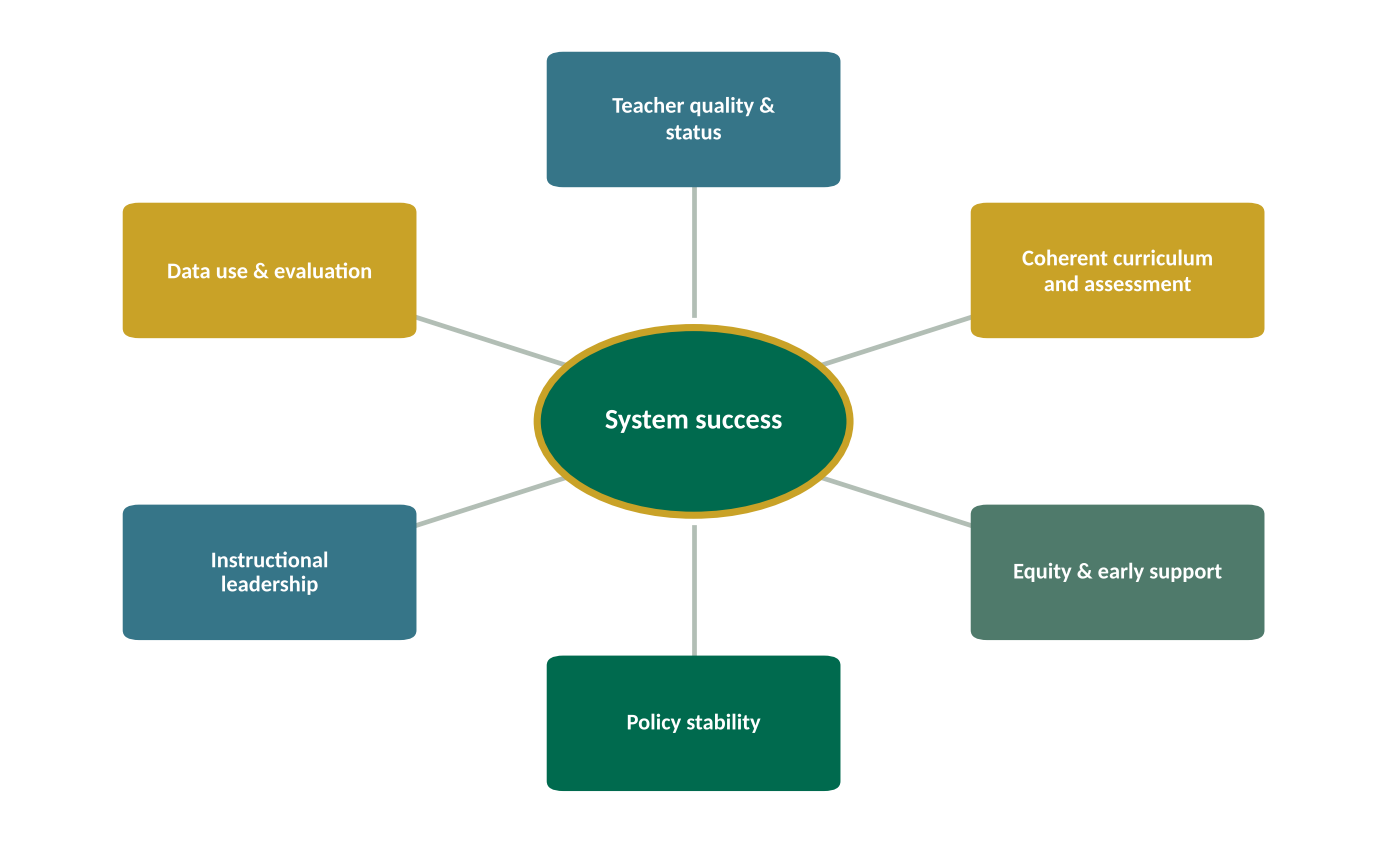 Teacher quality &
status
Data use & evaluation
Coherent curriculum
and assessment
System success
Instructional
leadership
Equity & early support
Policy stability